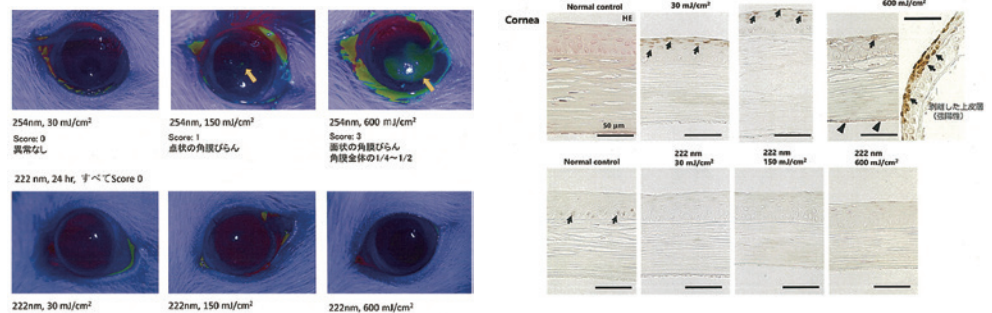 254nm, 30 mJ/cm²
Score: 0
異常なし
254nm, 150 mJ/cm²
Score: 1
点状の角膜びらん
254nm, 600 mJ/cm²
Score: 3
面状の角膜びらん
角膜全体の1/4~1/2
222 nm, 24 hr, すべてScore 0
222nm, 30 mJ/cm²
222nm, 150 mJ/cm²
222nm, 600 mJ/cm²
Cornea
Normal control
HE
50 μm
30 mJ/cm²
600 mJ/cm²
剥離した上皮層
Normal control
222 nm
30 mJ/cm²
222 nm
150 mJ/cm²
222 nm
600 mJ/cm²